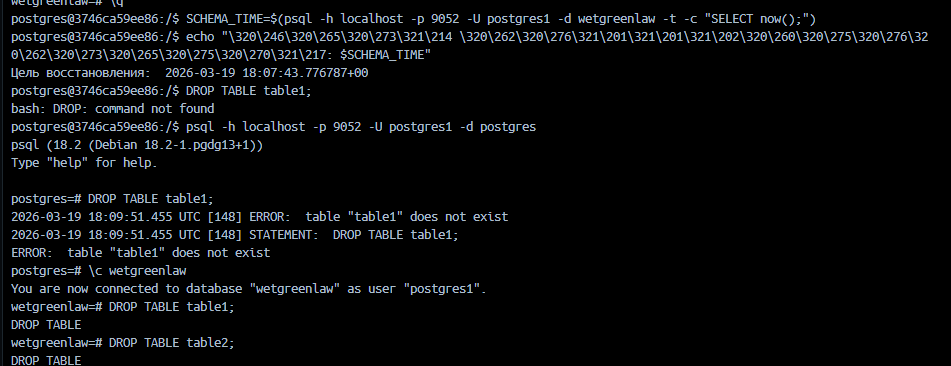 wetgreenlaw=# \q
postgres@3746ca59ee86:/$ SCHEMA_TIME=$(psql -h localhost -p 9052 -U postgres1 -d wetgreenlaw -t -c "SELECT now();")
postgres@3746ca59ee86:/$ echo "\320\246\320\265\320\273\321\214 \320\262\320\276\321\201\321\201\321\202\320\260\320\275\320\276\32
0\262\320\273\320\265\320\275\320\270\321\217: $SCHEMA_TIME"
Цель восстановления:  2026-03-19 18:07:43.776787+00
postgres@3746ca59ee86:/$ DROP TABLE table1;
bash: DROP: command not found
postgres@3746ca59ee86:/$ psql -h localhost -p 9052 -U postgres1 -d postgres
psql (18.2 (Debian 18.2-1.pgdg13+1))
Type "help" for help.
postgres=# DROP TABLE table1;
2026-03-19 18:09:51.455 UTC [148] ERROR:  table "table1" does not exist
2026-03-19 18:09:51.455 UTC [148] STATEMENT:  DROP TABLE table1;
ERROR:  table "table1" does not exist
postgres=# \c wetgreenlaw
You are now connected to database "wetgreenlaw" as user "postgres1".
wetgreenlaw=# DROP TABLE table1;
DROP TABLE
wetgreenlaw=# DROP TABLE table2;
DROP TABLE